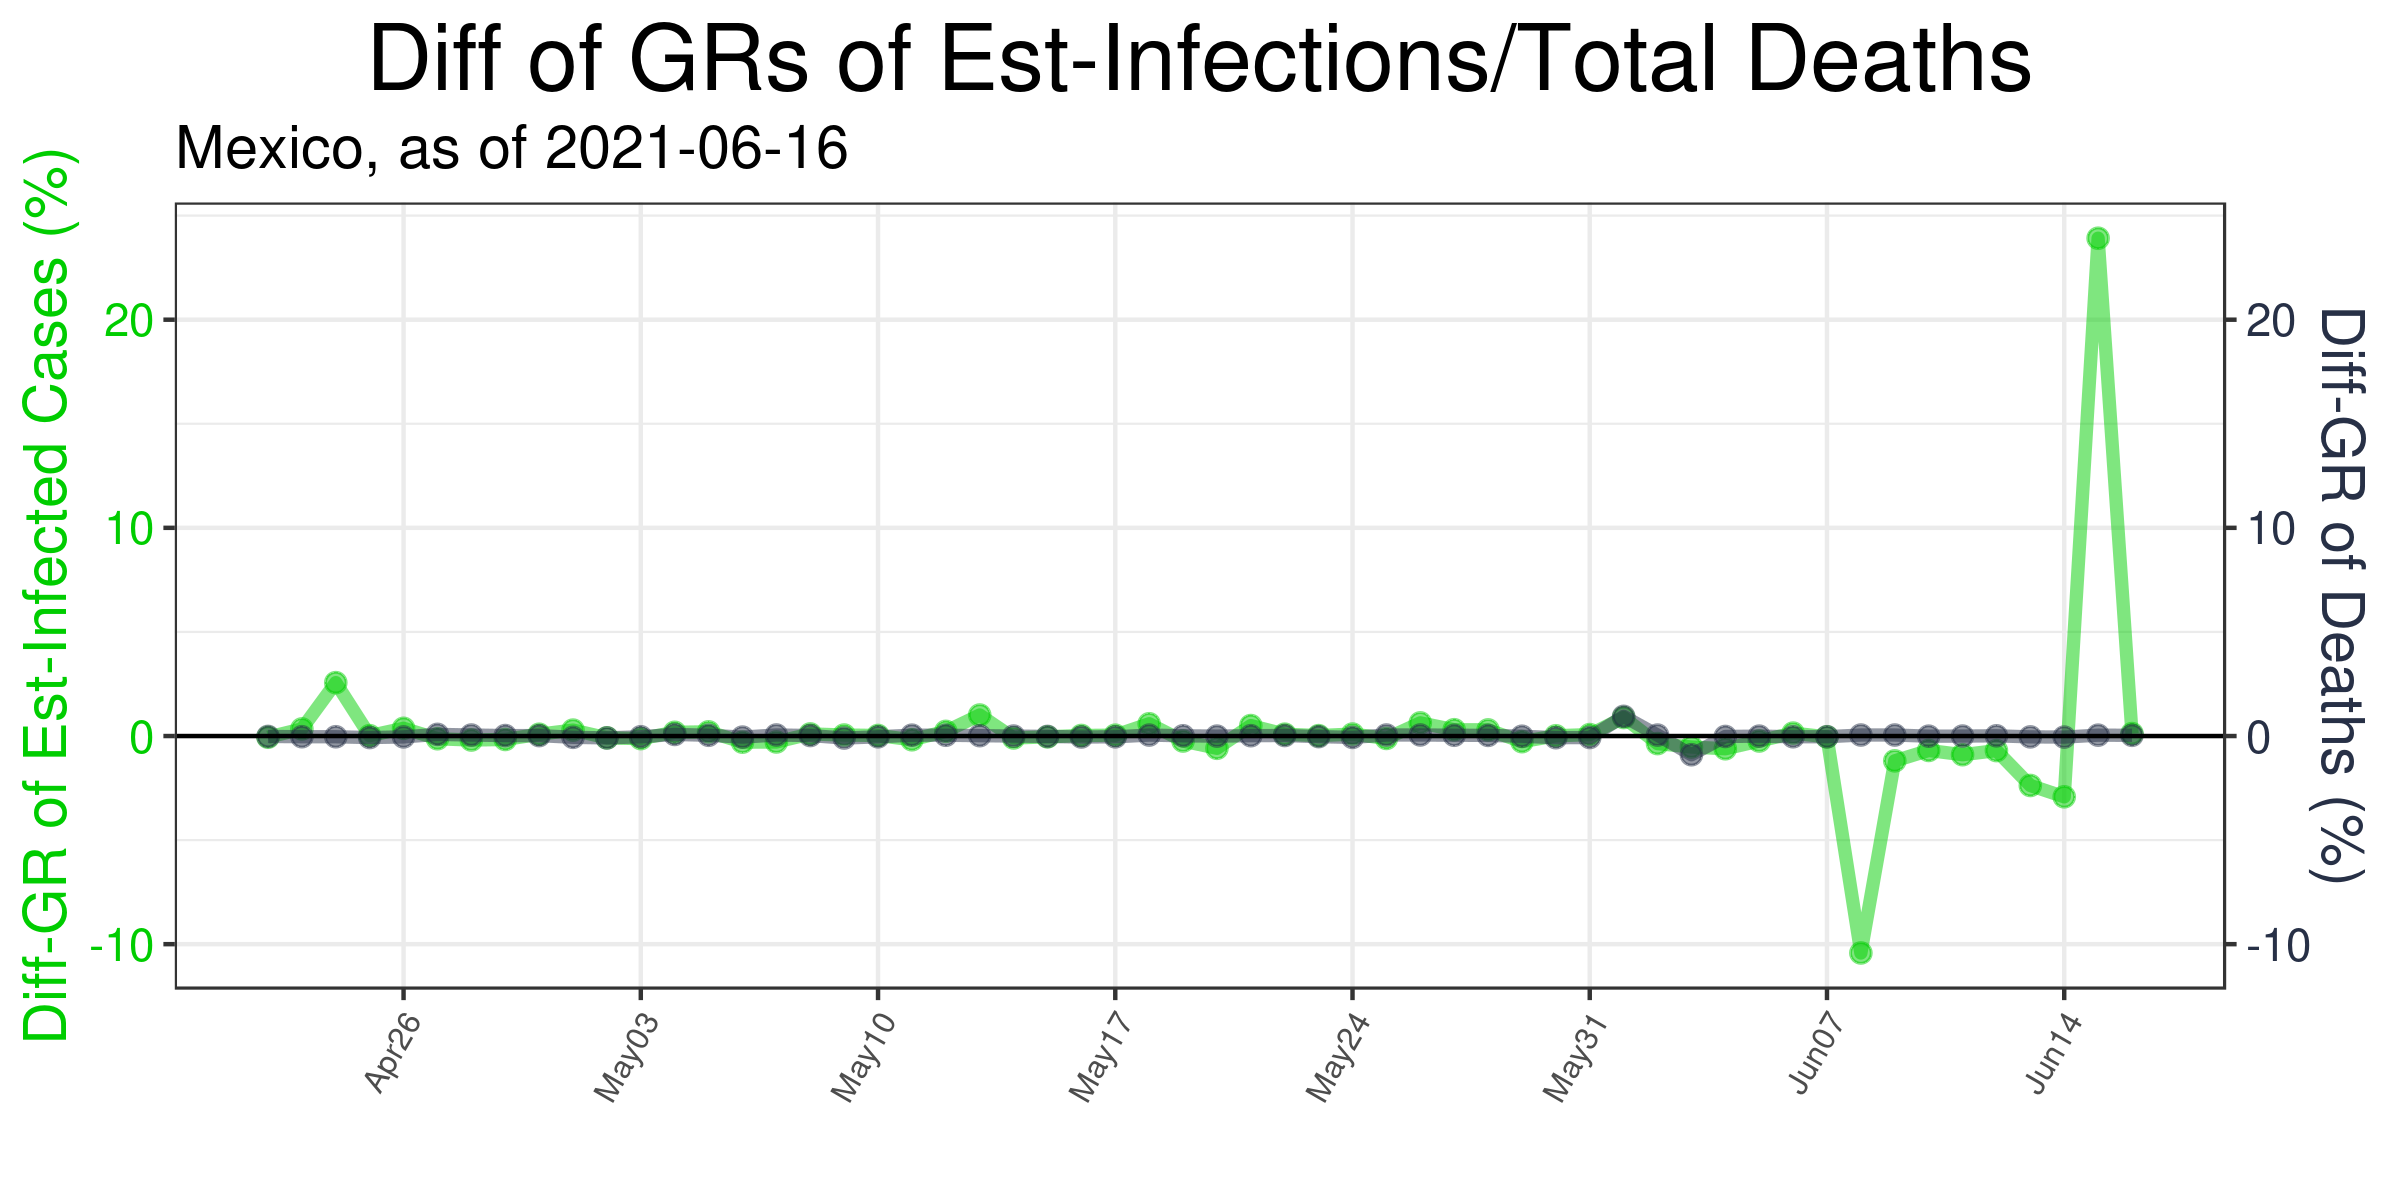 Diff of GRs of Est-Infections/Total Deaths
Mexico, as of 2021-06-16
Diff-GR of Est-Infected Cases (%)
20
10
0
-10
20
10
0
-10
Diff-GR of Deaths (%)
Apr26
May03
May10
May17
May24
May31
Jun07
Jun14